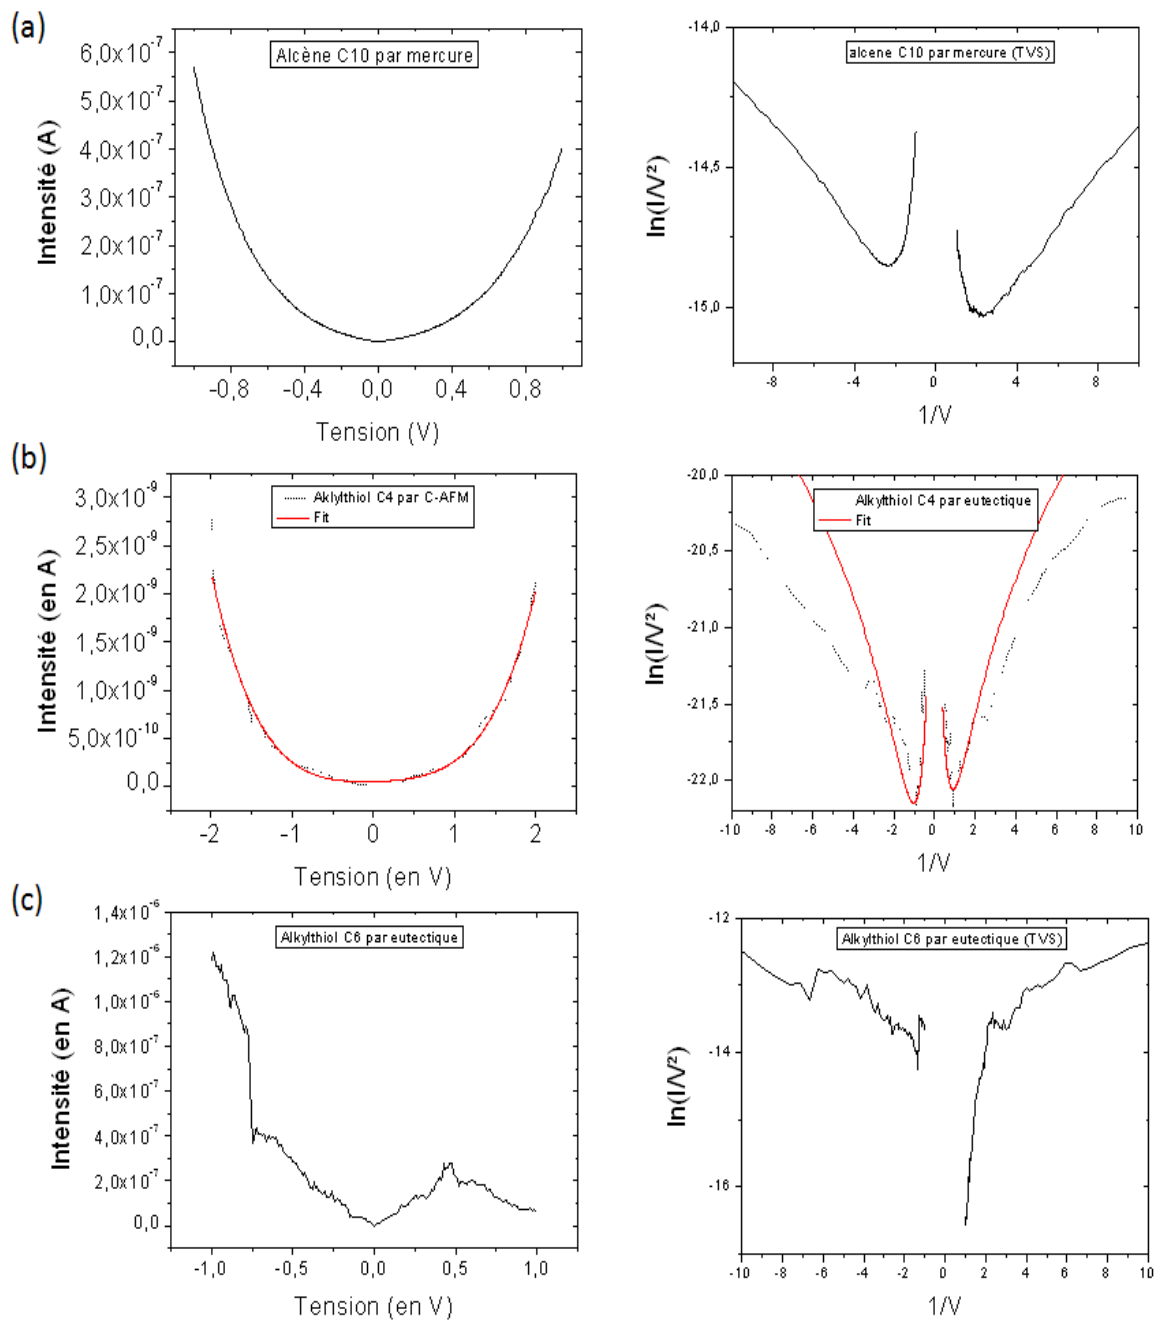 (a)
Alcène C10 par mercure
6,0x10⁻⁷
5,0x10⁻⁷
4,0x10⁻⁷
3,0x10⁻⁷
2,0x10⁻⁷
1,0x10⁻⁷
0,0
Intensité (A)
-0,8 -0,4 0,0 0,4 0,8
Tension (V)
alcene C10 par mercure (TVS)
-14,0
-14,5
-15,0
ln(I/V²)
-8 -4 0 4 8
1/V
(b)
Aklylthiol C4 par C-AFM
Fit
3,0x10⁻⁹
2,5x10⁻⁹
2,0x10⁻⁹
1,5x10⁻⁹
1,0x10⁻⁹
5,0x10⁻¹⁰
0,0
Intensité (en A)
-2 -1 0 1 2
Tension (en V)
Alkylthiol C4 par eutectique
Fit
-20,0
-20,5
-21,0
-21,5
-22,0
ln(I/V²)
-10 -8 -6 -4 -2 0 2 4 6 8 10
1/V
(c)
Alkylthiol C6 par eutectique
1,4x10⁻⁶
1,2x10⁻⁶
1,0x10⁻⁶
8,0x10⁻⁷
6,0x10⁻⁷
4,0x10⁻⁷
2,0x10⁻⁷
0,0
Intensité (en A)
-1,0 -0,5 0,0 0,5 1,0
Tension (en V)
Alkylthiol C6 par eutectique (TVS)
-12
-14
-16
ln(I/V²)
-10 -8 -6 -4 -2 0 2 4 6 8 10
1/V